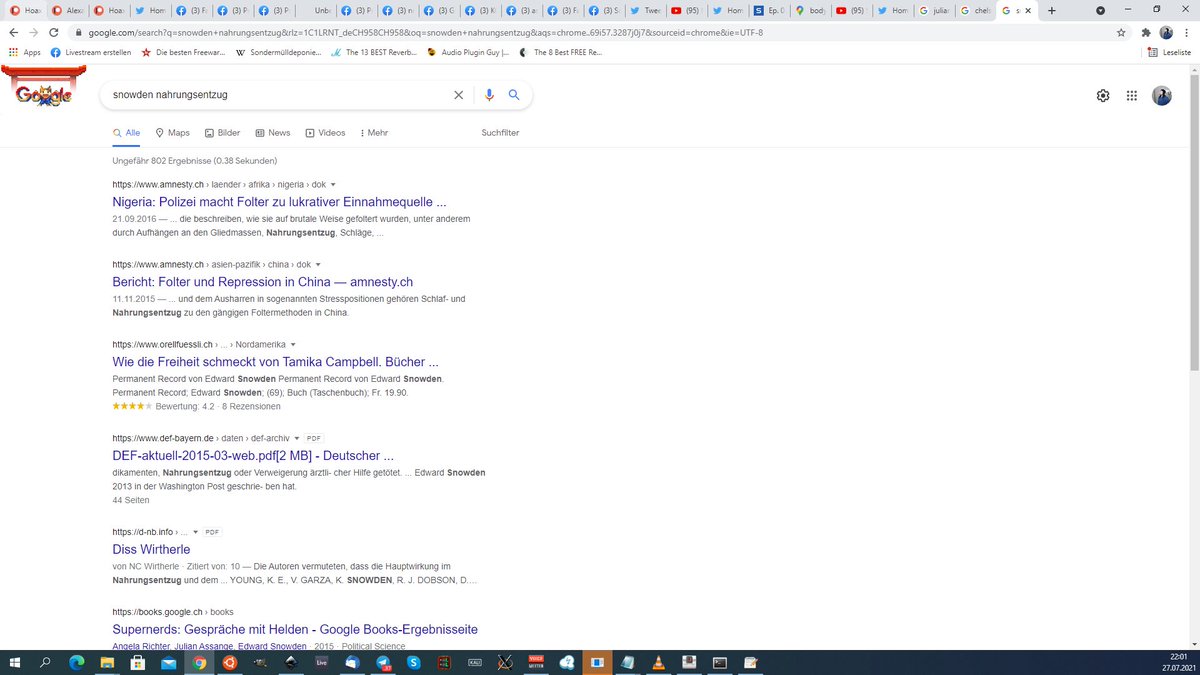 Hoax
Alexa
Hoax
Hom
(3) Fa
(3) P
(3) P
Unbe
(3) P
(3) n
(3) G
(3) K
(3) a
(3) Fa
(3) S
Twee
(95)
Hom
Ep. 0
body
(95)
Hom
julian
chels
google.com/search?q=snowden+nahrungsentzug&rlz=1C1LRNT_deCH958CH958&oq=snowden+nahrungsentzug&aqs=chrome..69i57.3287j0j7&sourceid=chrome&ie=UTF-8
Apps
Livestream erstellen
Die besten Freewar...
Sondermülldeponie...
The 13 BEST Reverb...
Audio Plugin Guy |...
The 8 Best FREE Re...
Leseliste
Google
snowden nahrungsentzug
Alle
Maps
Bilder
News
Videos
Mehr
Suchfilter
Ungefähr 802 Ergebnisse (0.38 Sekunden)
https://www.amnesty.ch › laender › afrika › nigeria › dok
Nigeria: Polizei macht Folter zu lukrativer Einnahmequelle ...
21.09.2016 — ... die beschreiben, wie sie auf brutale Weise gefoltert wurden, unter anderem
durch Aufhängen an den Gliedmassen, Nahrungsentzug, Schläge, ...
https://www.amnesty.ch › asien-pazifik › china › dok
Bericht: Folter und Repression in China — amnesty.ch
11.11.2015 — ... und dem Ausharren in sogenannten Stresspositionen gehören Schlaf- und
Nahrungsentzug zu den gängigen Foltermethoden in China.
https://www.orellfuessli.ch › ... › Nordamerika
Wie die Freiheit schmeckt von Tamika Campbell. Bücher ...
Permanent Record von Edward Snowden Permanent Record von Edward Snowden.
Permanent Record; Edward Snowden; (69); Buch (Taschenbuch); Fr. 19.90.
Bewertung: 4.2 · 8 Rezensionen
https://www.def-bayern.de › daten › def-archiv PDF
DEF-aktuell-2015-03-web.pdf[2 MB] - Deutscher ...
dikamenten, Nahrungsentzug oder Verweigerung ärztli- cher Hilfe getötet. ... Edward Snowden
2013 in der Washington Post geschrie- ben hat.
44 Seiten
https://d-nb.info › ... PDF
Diss Wirtherle
von NC Wirtherle · Zitiert von: 10 — Die Autoren vermuteten, dass die Hauptwirkung im
Nahrungsentzug und dem ... YOUNG, K. E., V. GARZA, K. SNOWDEN, R. J. DOBSON, D....
https://books.google.ch › books
Supernerds: Gespräche mit Helden - Google Books-Ergebnisseite
Angela Richter, Julian Assange, Edward Snowden · 2015 · Political Science
22:01
27.07.2021